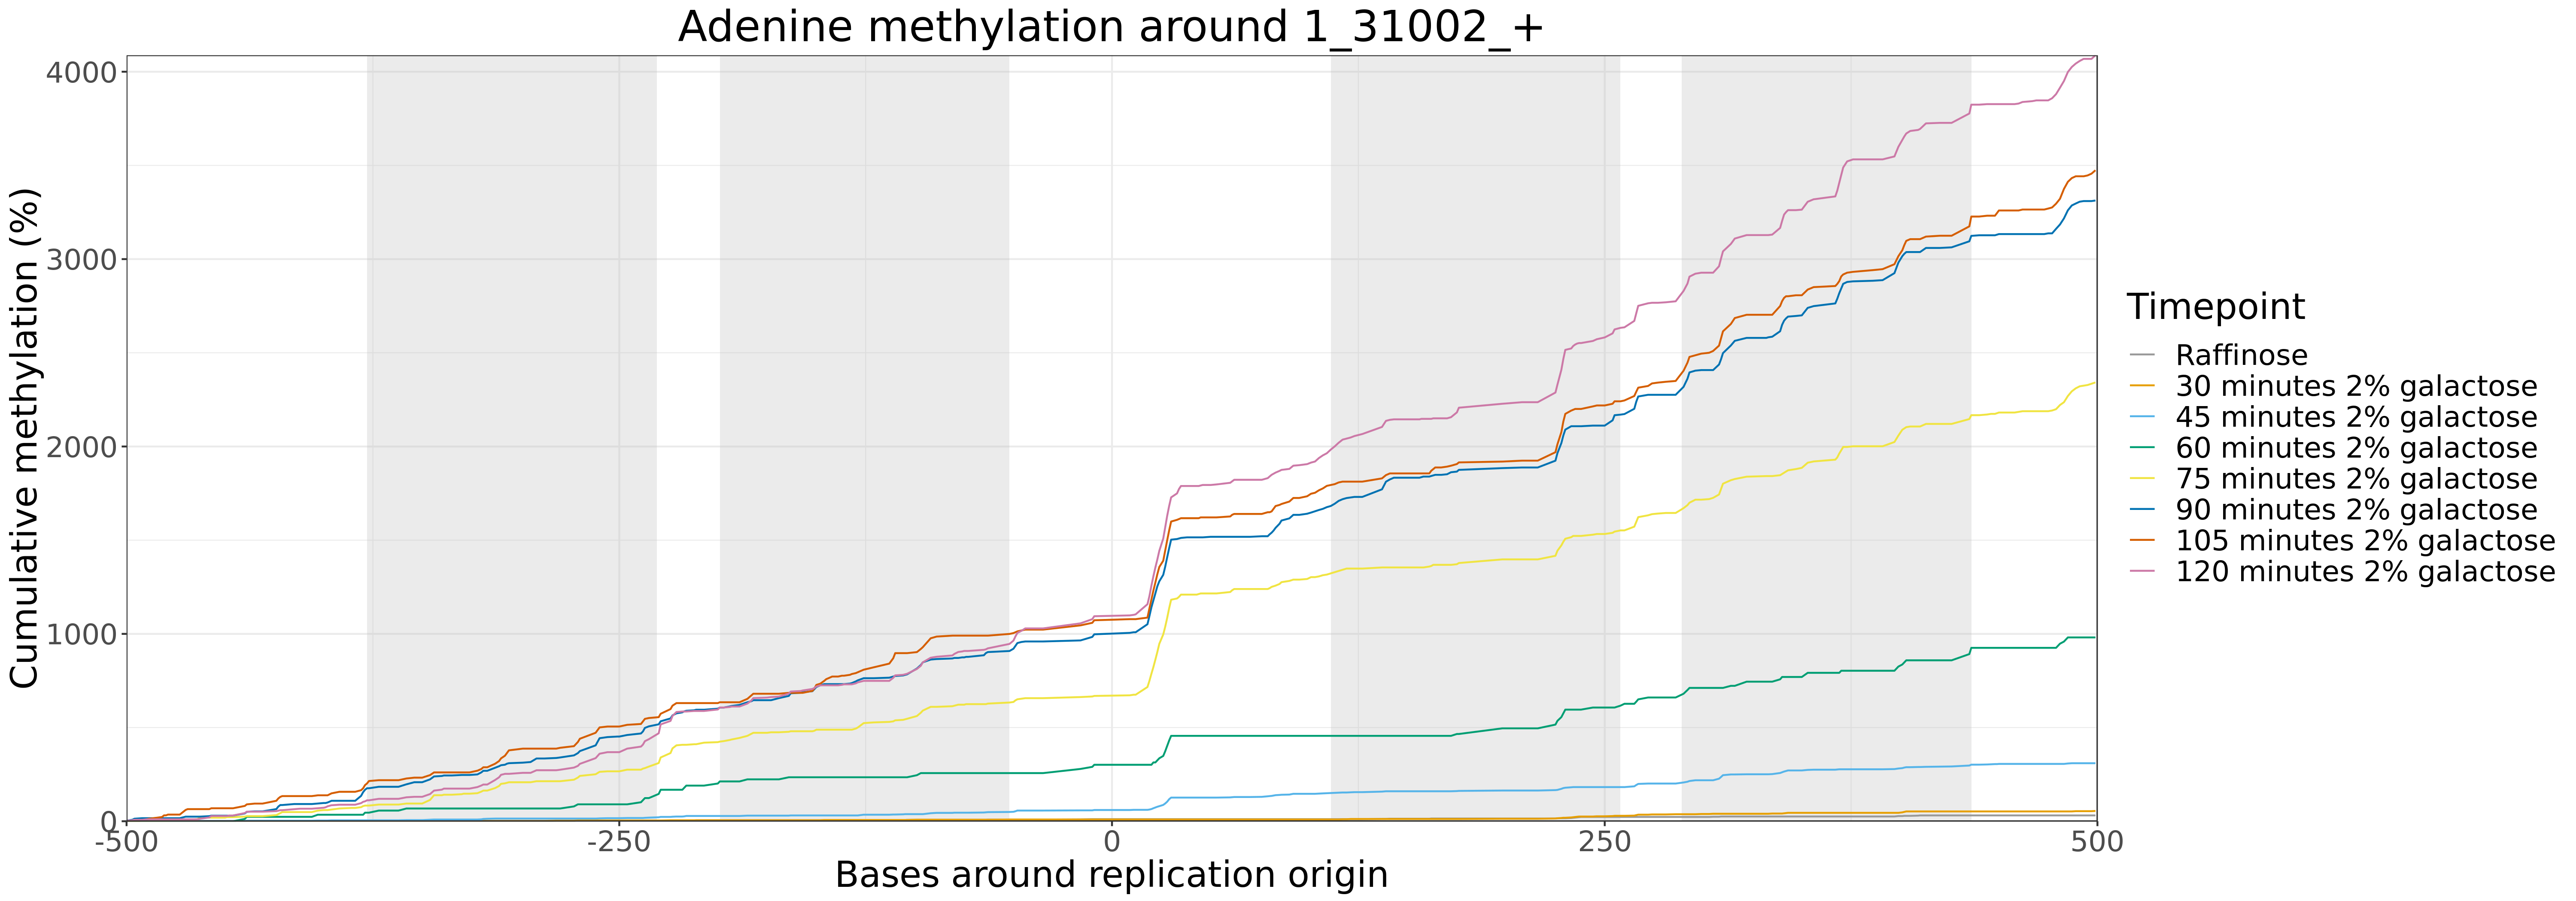 Adenine methylation around 1_31002_+
Cumulative methylation (%)
4000
3000
2000
1000
0
-500
-250
0
250
500
Bases around replication origin
Timepoint
Raffinose
30 minutes 2% galactose
45 minutes 2% galactose
60 minutes 2% galactose
75 minutes 2% galactose
90 minutes 2% galactose
105 minutes 2% galactose
120 minutes 2% galactose